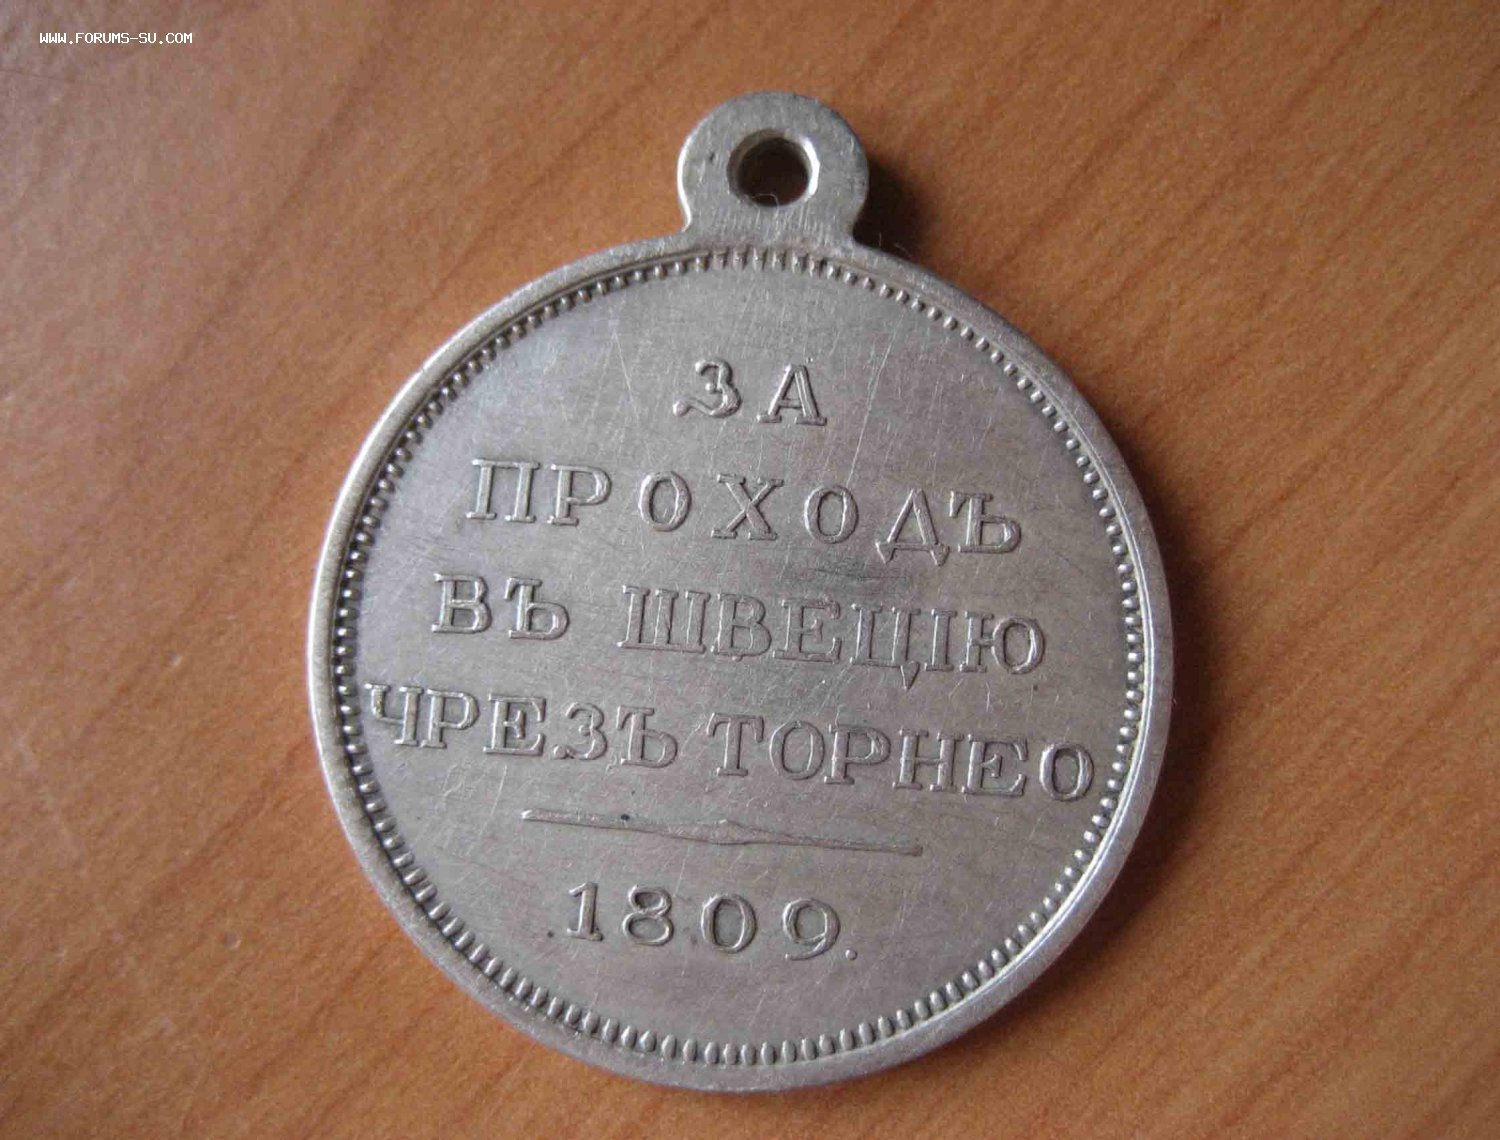 WWW.FORUMS-SU.COM
ЗА
ПРОХОДЪ
ВЪ ШВЕЦІЮ
ЧРЕЗЪ ТОРНЕО
1809.